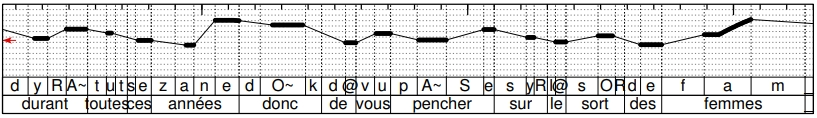 d y R A~ t u t s e z a n e d O~ k d @ v u p A~ S e s y R l @ s O R d e f a m
durant toutes ces années donc de vous pencher sur le sort des femmes